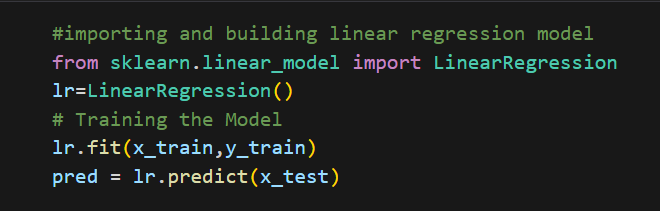 #importing and building linear regression model
from sklearn.linear_model import LinearRegression
lr=LinearRegression()
# Training the Model
lr.fit(x_train,y_train)
pred = lr.predict(x_test)